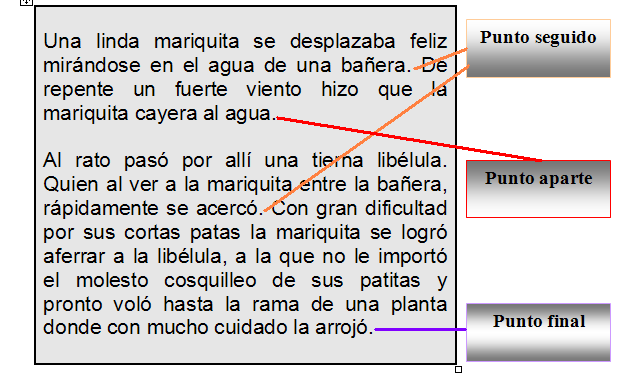 Una linda mariquita se desplazaba feliz
mirándose en el agua de una bañera. De
repente un fuerte viento hizo que la
mariquita cayera al agua.
Al rato pasó por allí una tierna libélula.
Quien al ver a la mariquita entre la bañera,
rápidamente se acercó. Con gran dificultad
por sus cortas patas la mariquita se logró
aferrar a la libélula, a la que no le importó
el molesto cosquilleo de sus patitas y
pronto voló hasta la rama de una planta
donde con mucho cuidado la arrojó.
Punto seguido
Punto aparte
Punto final